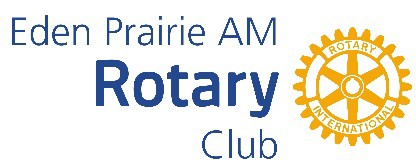 Eden Prairie AM
Rotary
Club
ROTARY
INTERNATIONAL